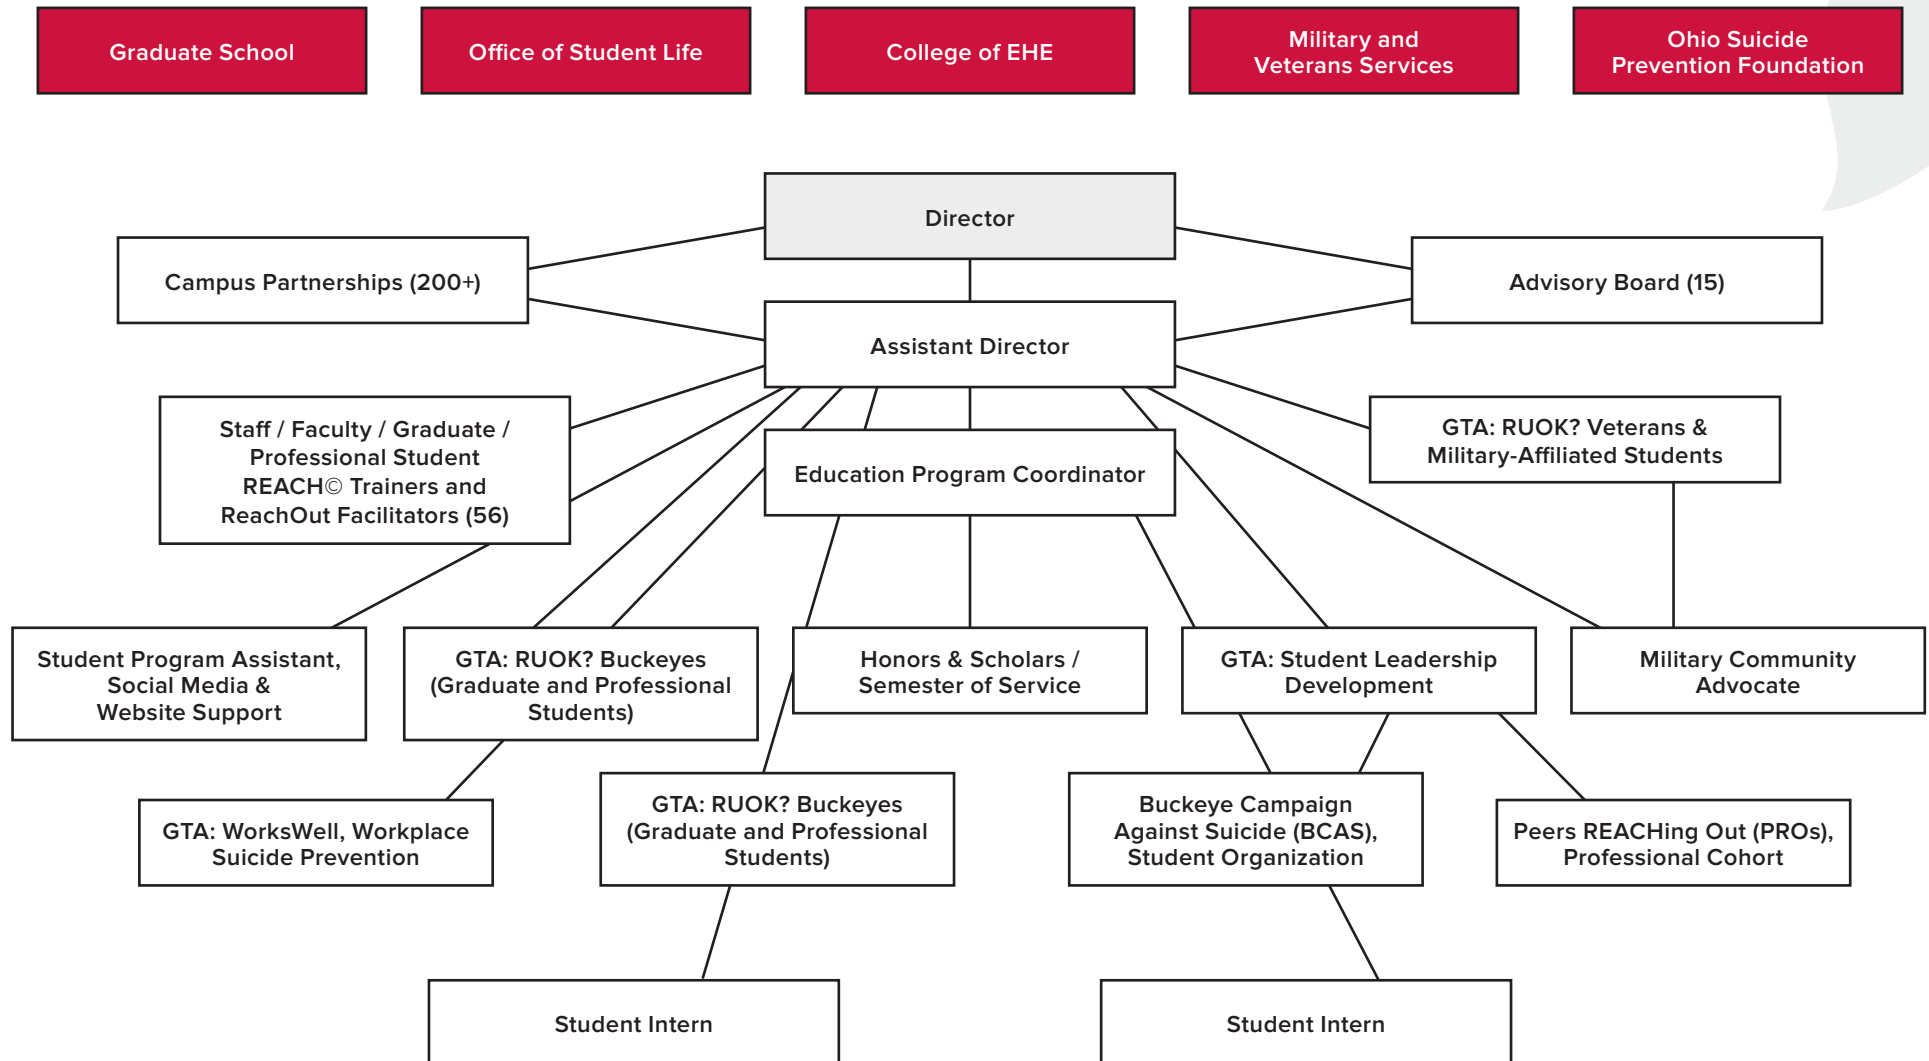 Graduate School
Office of Student Life
College of EHE
Military and
Veterans Services
Ohio Suicide
Prevention Foundation
Director
Campus Partnerships (200+)
Advisory Board (15)
Assistant Director
Staff / Faculty / Graduate /
Professional Student
REACH© Trainers and
ReachOut Facilitators (56)
Education Program Coordinator
GTA: RUOK? Veterans &
Military-Affiliated Students
Student Program Assistant,
Social Media &
Website Support
GTA: RUOK? Buckeyes
(Graduate and Professional
Students)
Honors & Scholars /
Semester of Service
GTA: Student Leadership
Development
Military Community
Advocate
GTA: WorksWell, Workplace
Suicide Prevention
GTA: RUOK? Buckeyes
(Graduate and Professional
Students)
Buckeye Campaign
Against Suicide (BCAS),
Student Organization
Peers REACHing Out (PROs),
Professional Cohort
Student Intern
Student Intern